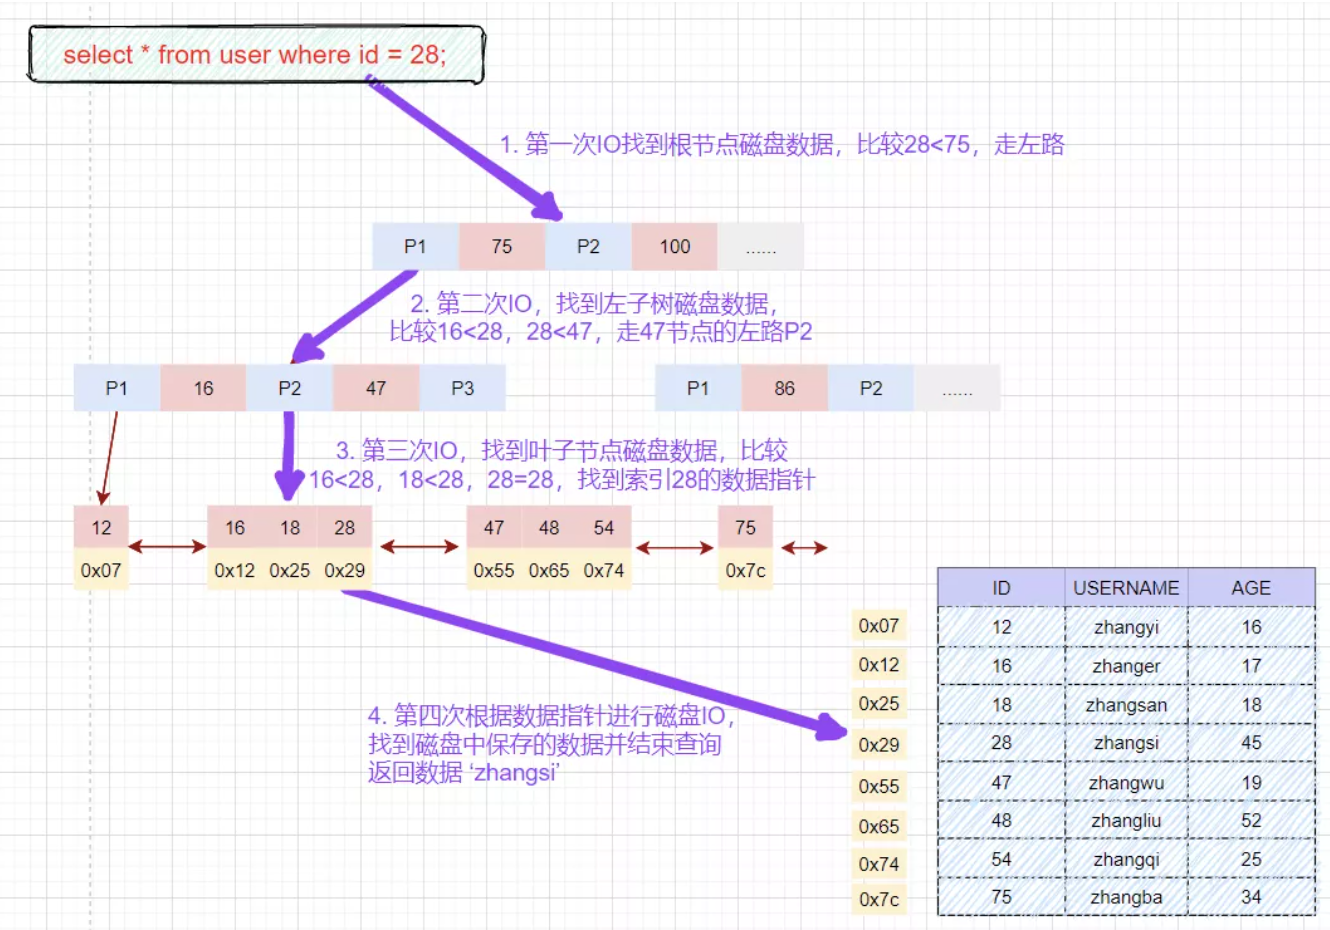 select * from user where id = 28;
1. 第一次IO找到根节点磁盘数据，比较28<75，走左路
P1 75 P2 100 ......
2. 第二次IO，找到左子树磁盘数据，
比较16<28，28<47，走47节点的左路P2
P1 16 P2 47 P3 P1 86 P2 ......
3. 第三次IO，找到叶子节点磁盘数据，比较
16<28，18<28，28=28，找到索引28的数据指针
12 16 18 28 47 48 54 75
0x07 0x12 0x25 0x29 0x55 0x65 0x74 0x7c
ID USERNAME AGE
0x07 12 zhangyi 16
0x12 16 zhanger 17
0x25 18 zhangsan 18
0x29 28 zhangsi 45
0x55 47 zhangwu 19
0x65 48 zhangliu 52
0x74 54 zhangqi 25
0x7c 75 zhangba 34
4. 第四次根据数据指针进行磁盘IO，
找到磁盘中保存的数据并结束查询
返回数据 ‘zhangsi’